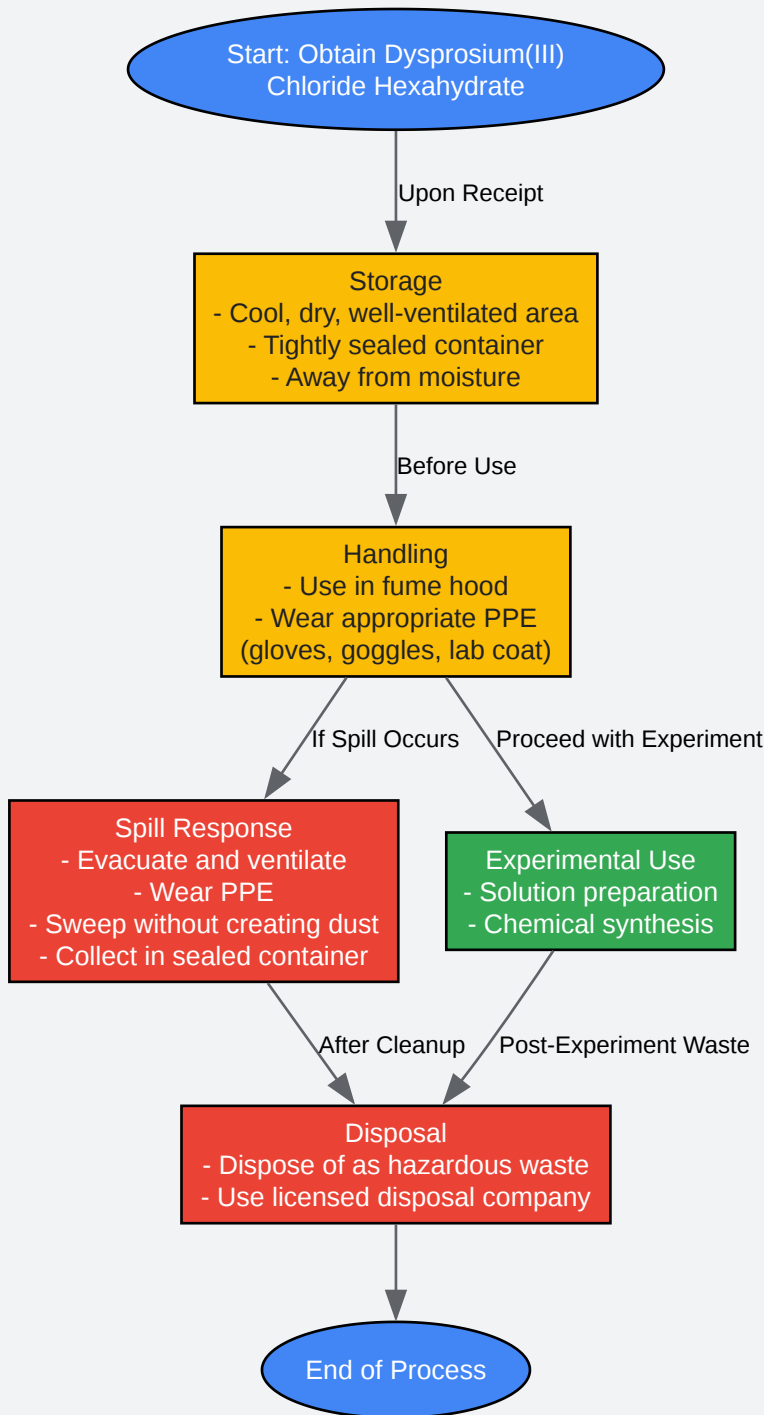 Start: Obtain Dysprosium(III)
Chloride Hexahydrate
Upon Receipt
Storage
- Cool, dry, well-ventilated area
- Tightly sealed container
- Away from moisture
Before Use
Handling
- Use in fume hood
- Wear appropriate PPE
(gloves, goggles, lab coat)
If Spill Occurs
Proceed with Experiment
Spill Response
- Evacuate and ventilate
- Wear PPE
- Sweep without creating dust
- Collect in sealed container
Experimental Use
- Solution preparation
- Chemical synthesis
After Cleanup
Post-Experiment Waste
Disposal
- Dispose of as hazardous waste
- Use licensed disposal company
End of Process